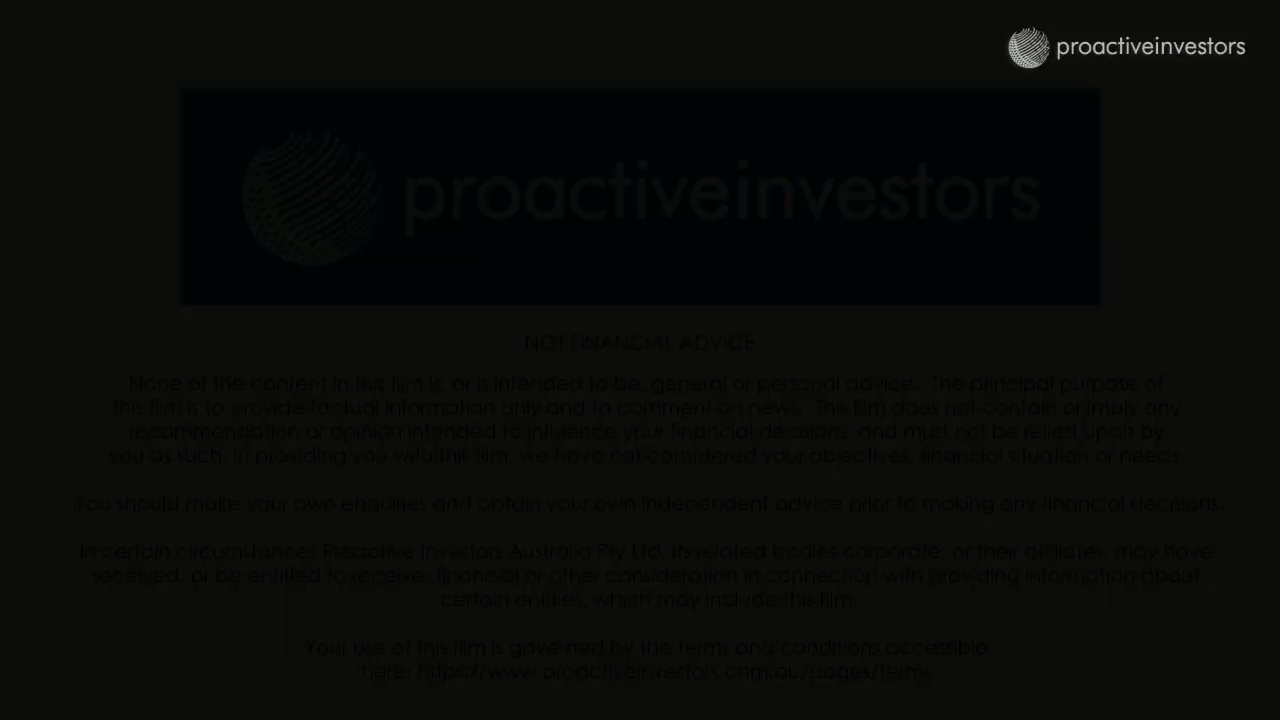 proactiveinvestors
proactiveinvestors
NOT FINANCIAL ADVICE
None of the content in this film is, or is intended to be, general or personal advice. The principal purpose of
this film is to provide factual information only and to comment on news. This film does not contain or imply any
recommendation or opinion intended to influence your financial decisions, and must not be relied upon by
you as such. In providing you with this film, we have not considered your objectives, financial situation or needs.
You should make your own enquiries and obtain your own independent advice prior to making any financial decisions.
In certain circumstances Proactive Investors Australia Pty Ltd, its related bodies corporate, or their affiliates, may have
received, or be entitled to receive, financial or other consideration in connection with providing information about
certain entities, which may include this film.
Your use of this film is governed by the terms and conditions accessible
here: https://www.proactiveinvestors.com.au/pages/terms